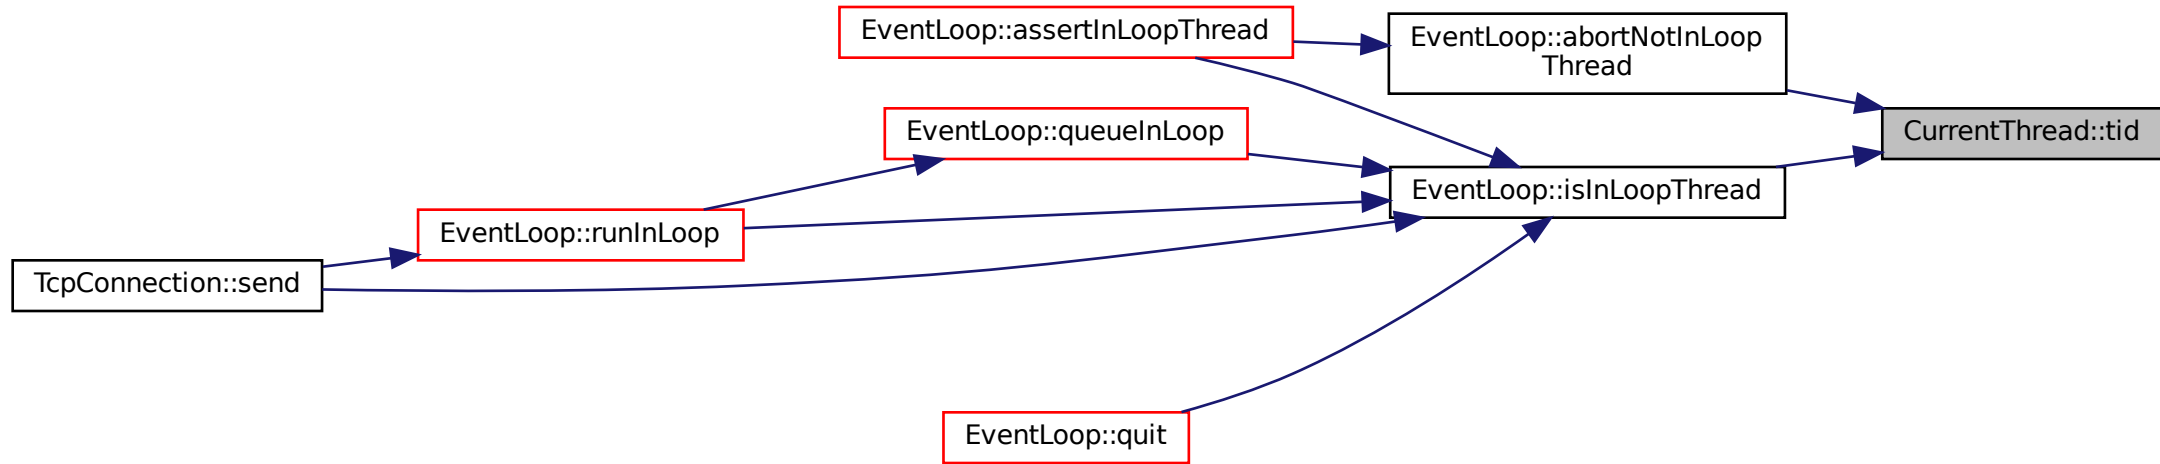 EventLoop::assertInLoopThread
EventLoop::abortNotInLoop
Thread
CurrentThread::tid
EventLoop::queueInLoop
EventLoop::isInLoopThread
EventLoop::runInLoop
TcpConnection::send
EventLoop::quit